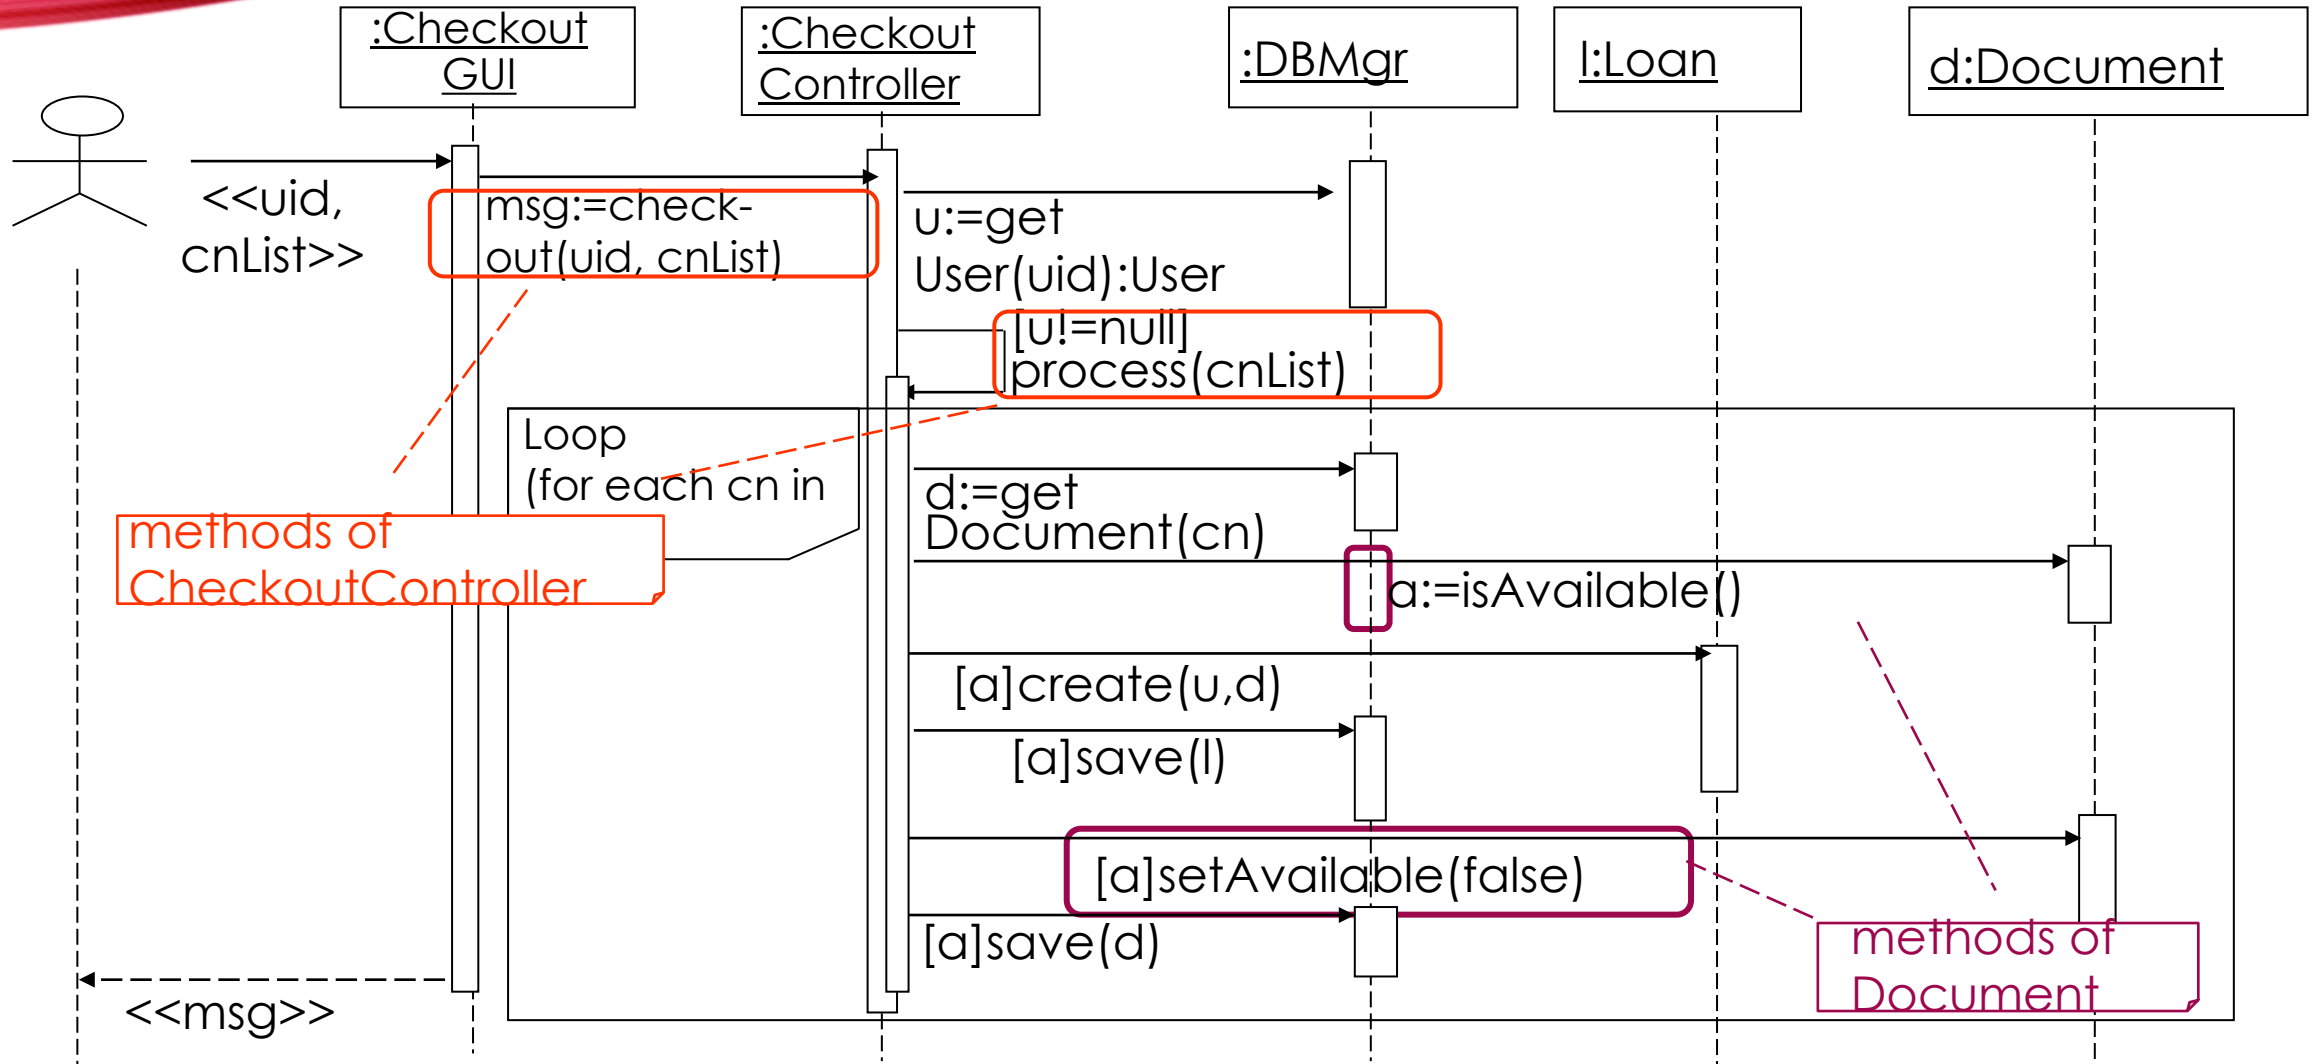 :Checkout
GUI
:Checkout
Controller
:DBMgr
l:Loan
d:Document
<<uid,
cnList>>
msg:=check-
out(uid, cnList)
u:=get
User(uid):User
[u!=null]
process(cnList)
Loop
(for each cn in
d:=get
Document(cn)
methods of
CheckoutController
a:=isAvailable()
[a]create(u,d)
[a]save(l)
[a]setAvailable(false)
[a]save(d)
methods of
Document
<<msg>>